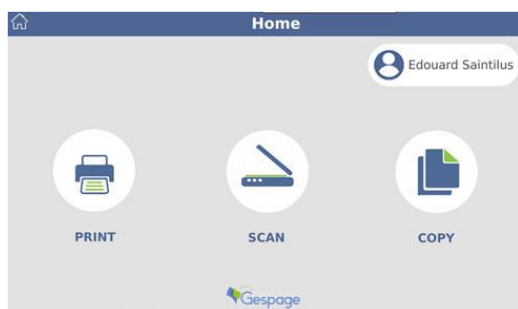 Home
Edouard Saintilus
PRINT
SCAN
COPY
Gespage